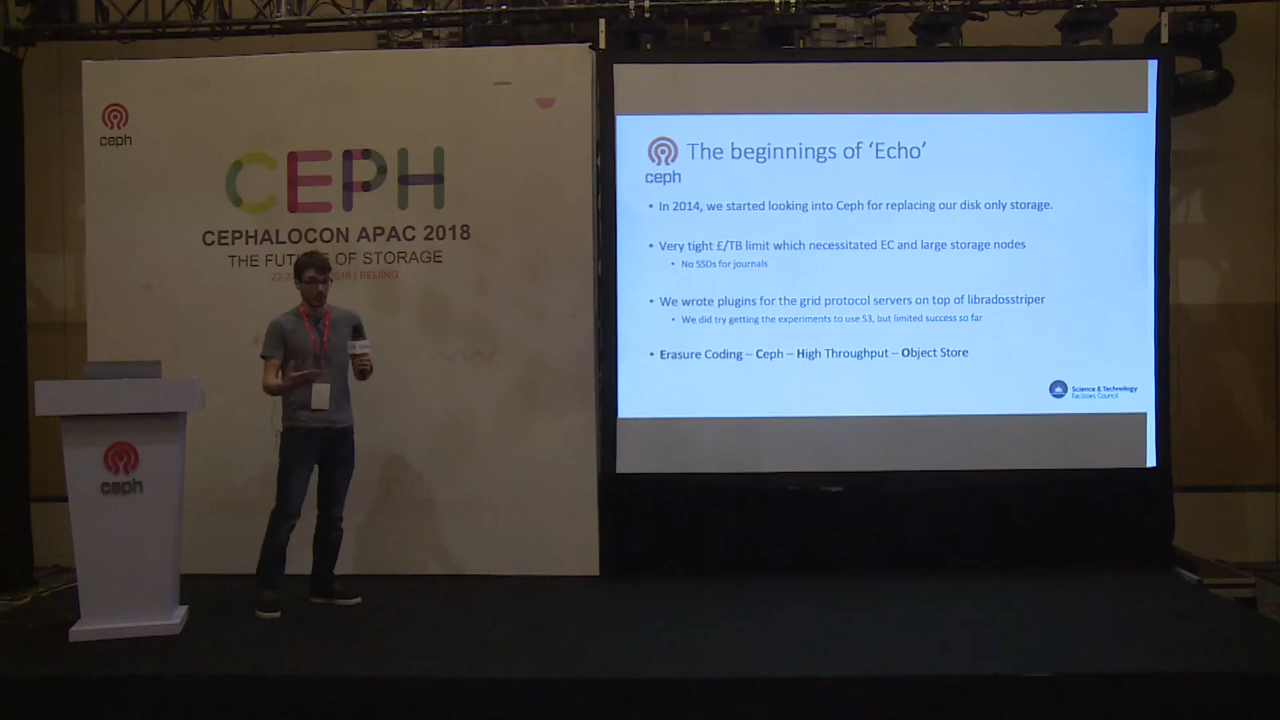 ceph
CEPH
CEPHALOCON APAC 2018
THE FUT E OF STORAGE
2018 | BEIJING
ceph
The beginnings of ‘Echo’
ceph
• In 2014, we started looking into Ceph for replacing our disk only storage.
• Very tight £/TB limit which necessitated EC and large storage nodes
• No SSDs for journals
• We wrote plugins for the grid protocol servers on top of libradosstriper
• We did try getting the experiments to use S3, but limited success so far
• Erasure Coding – Ceph – High Throughput – Object Store
Science & Technology
Facilities Council